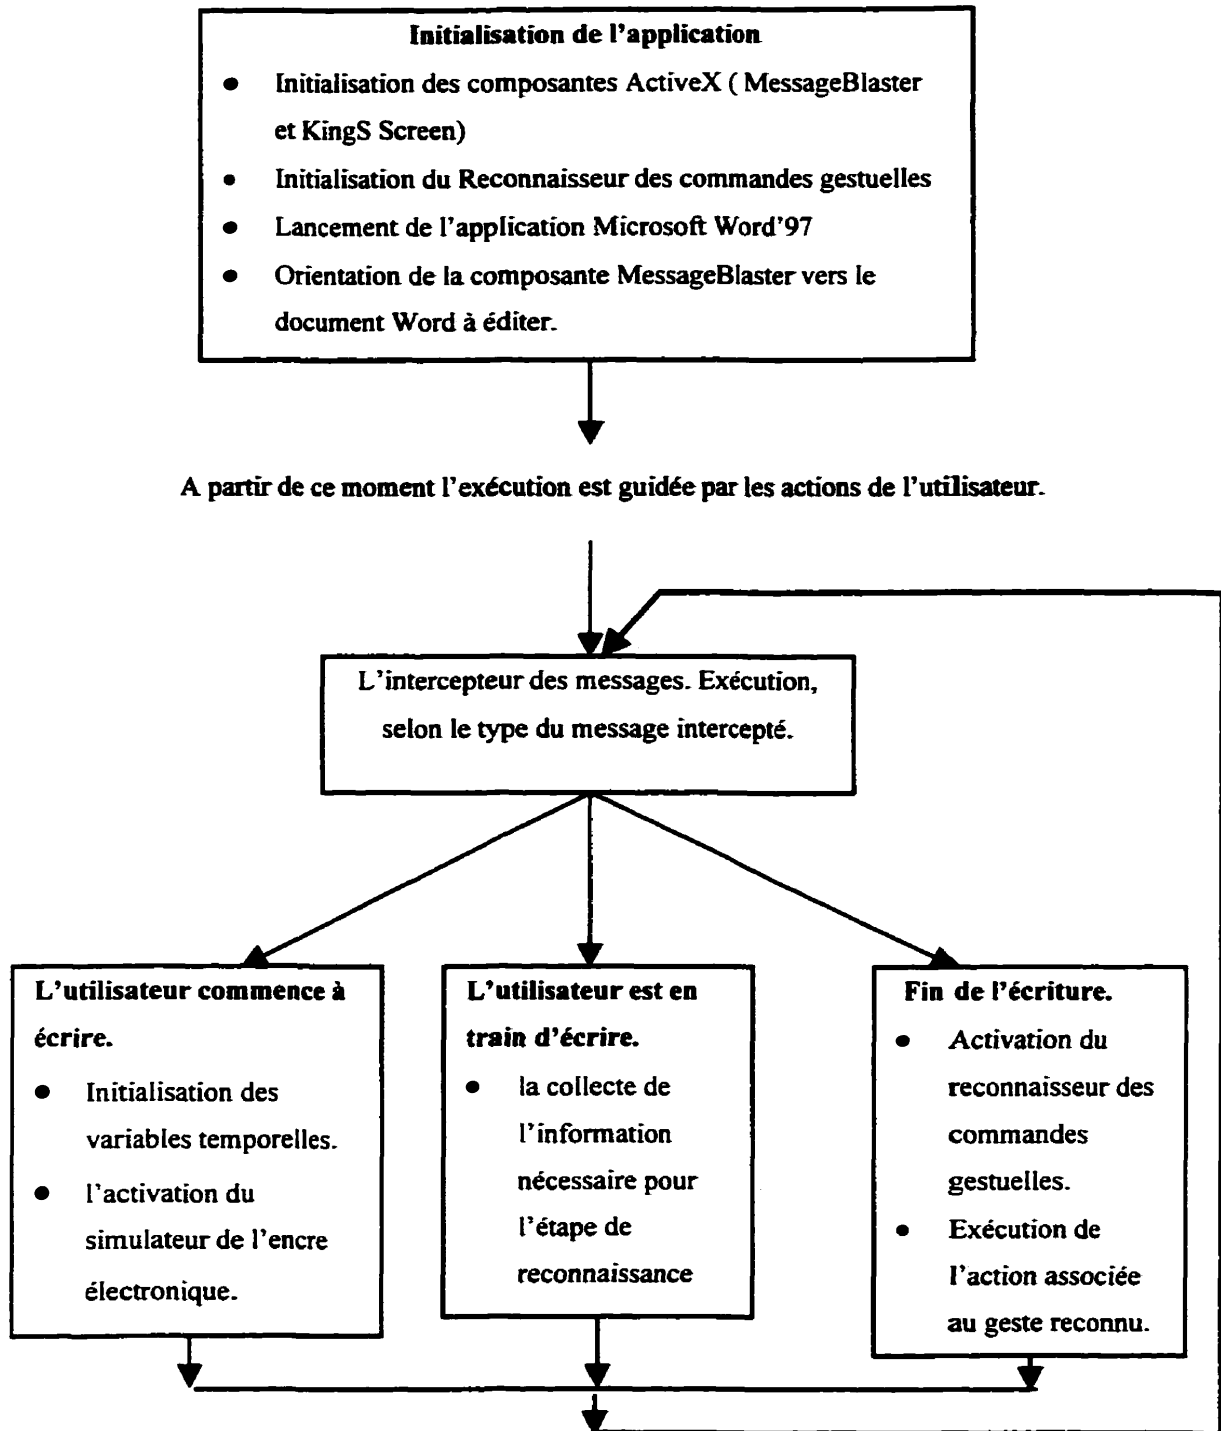 Initialisation de l'application
● Initialisation des composantes ActiveX ( MessageBlaster
et KingS Screen)
● Initialisation du Reconnaisseur des commandes gestuelles
● Lancement de l'application Microsoft Word'97
● Orientation de la composante MessageBlaster vers le
document Word à éditer.
A partir de ce moment l'exécution est guidée par les actions de l'utilisateur.
L'intercepteur des messages. Exécution,
selon le type du message intercepté.
L'utilisateur commence à
écrire.
● Initialisation des
variables temporelles.
● l'activation du
simulateur de l'encre
électronique.
L'utilisateur est en
train d'écrire.
● la collecte de
l'information
nécessaire pour
l'étape de
reconnaissance
Fin de l'écriture.
● Activation du
reconnaisseur des
commandes
gestuelles.
● Exécution de
l'action associée
au geste reconnu.